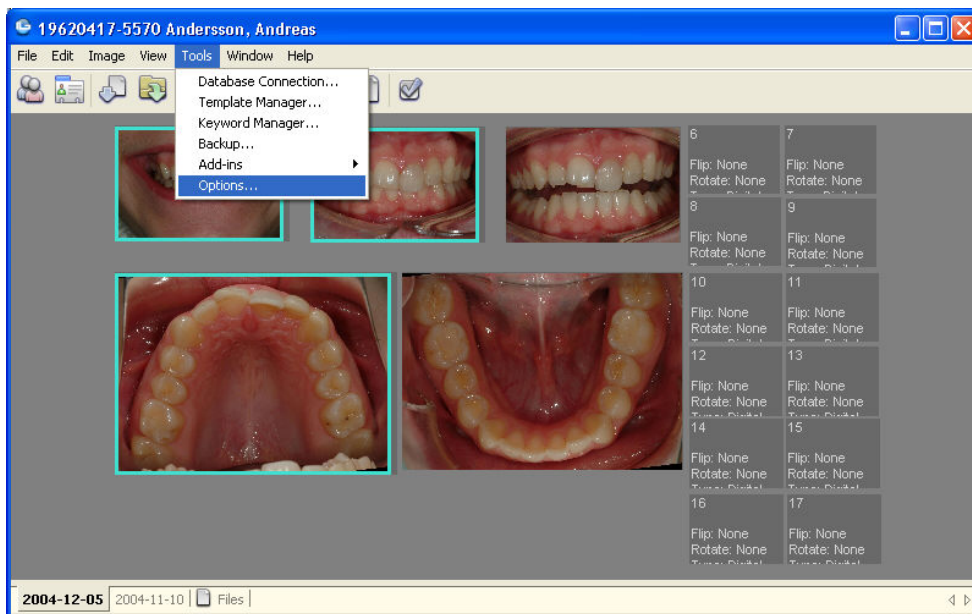 19620417-5570 Andersson, Andreas
File Edit Image View Tools Window Help
Database Connection...
Template Manager...
Keyword Manager...
Backup...
Add-ins
Options...
6 7
Flip: None Flip: None
Rotate: None Rotate: None
8 9
Flip: None Flip: None
Rotate: None Rotate: None
10 11
Flip: None Flip: None
Rotate: None Rotate: None
12 13
Flip: None Flip: None
Rotate: None Rotate: None
14 15
Flip: None Flip: None
Rotate: None Rotate: None
16 17
Flip: None Flip: None
Rotate: None Rotate: None
2004-12-05 2004-11-10 Files